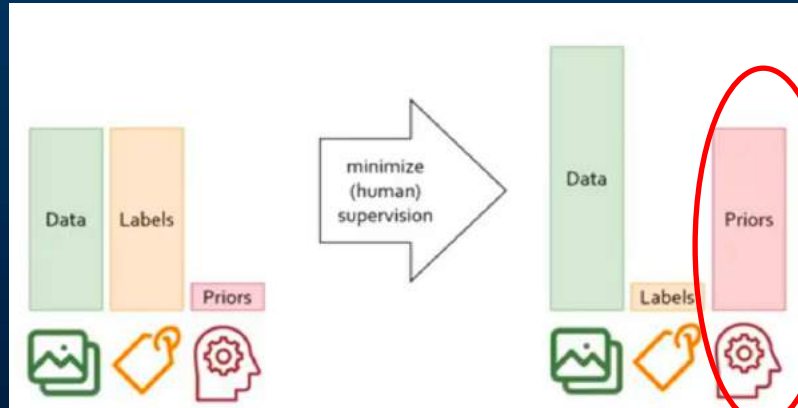 Data
Labels
Priors
minimize
(human)
supervision
Data
Labels
Priors